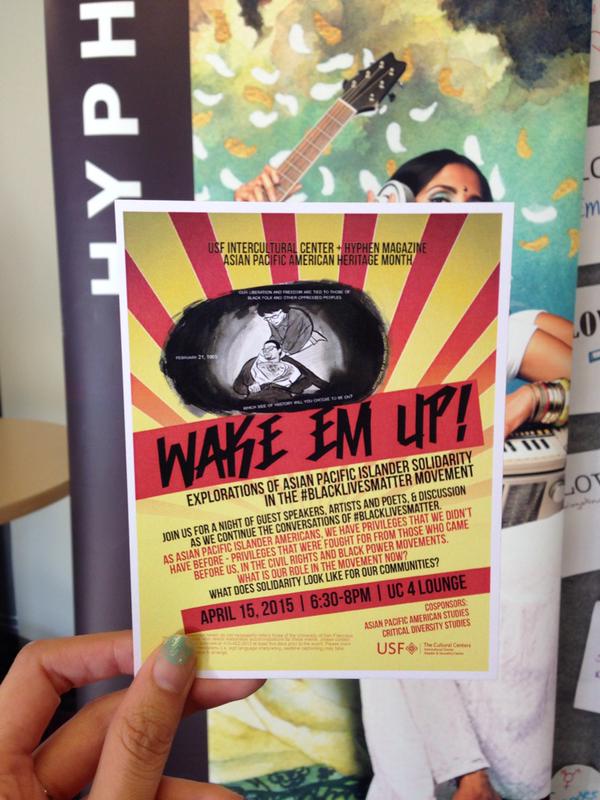 HYPH
USF INTERCULTURAL CENTER + HYPHEN MAGAZINE
ASIAN PACIFIC AMERICAN HERITAGE MONTH
OUR LIBERATION AND FREEDOM ARE TIED TO THOSE OF
BLACK FOLK AND OTHER OPPRESSED PEOPLES.
FEBRUARY 21, 1965
WHICH SIDE OF HISTORY WILL YOU CHOOSE TO BE ON?
WAKE EM UP!
EXPLORATIONS OF ASIAN PACIFIC ISLANDER SOLIDARITY
IN THE #BLACKLIVESMATTER MOVEMENT
JOIN US FOR A NIGHT OF GUEST SPEAKERS, ARTISTS AND POETS, & DISCUSSION
AS WE CONTINUE THE CONVERSATIONS OF #BLACKLIVESMATTER.
AS ASIAN PACIFIC ISLANDER AMERICANS, WE HAVE PRIVILEGES THAT WE DIDN'T
HAVE BEFORE - PRIVILEGES THAT WERE FOUGHT FOR FROM THOSE WHO CAME
BEFORE US, IN THE CIVIL RIGHTS AND BLACK POWER MOVEMENTS.
WHAT IS OUR ROLE IN THE MOVEMENT NOW?
WHAT DOES SOLIDARITY LOOK LIKE FOR OUR COMMUNITIES?
APRIL 15, 2015 | 6:30-8PM | UC 4 LOUNGE
COSPONSORS:
ASIAN PACIFIC AMERICAN STUDIES
CRITICAL DIVERSITY STUDIES
USF The Cultural Centers
Intercultural Center
Gender & Sexuality Center